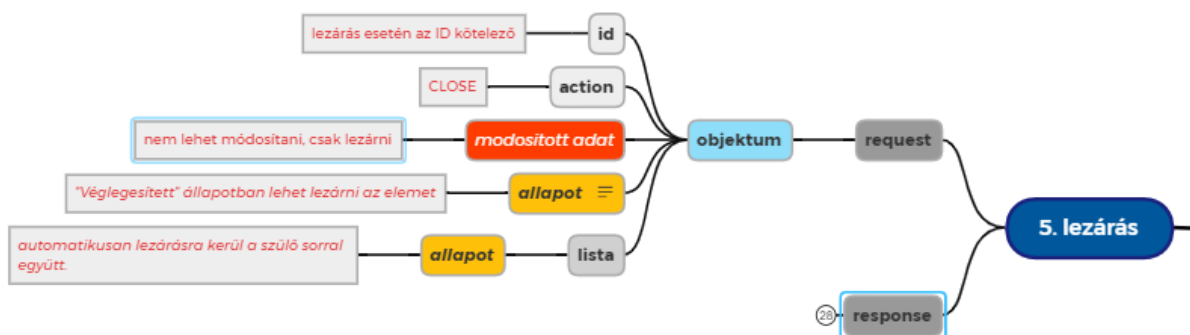 lezárás esetén az ID kötelező
id
CLOSE
action
nem lehet módosítani, csak lezárni
modosított adat
objektum
request
"Véglegesített" állapotban lehet lezárni az elemet
allapot
5. lezárás
automatikusan lezárásra kerül a szülő sorral
együtt.
allapot
lista
28
response